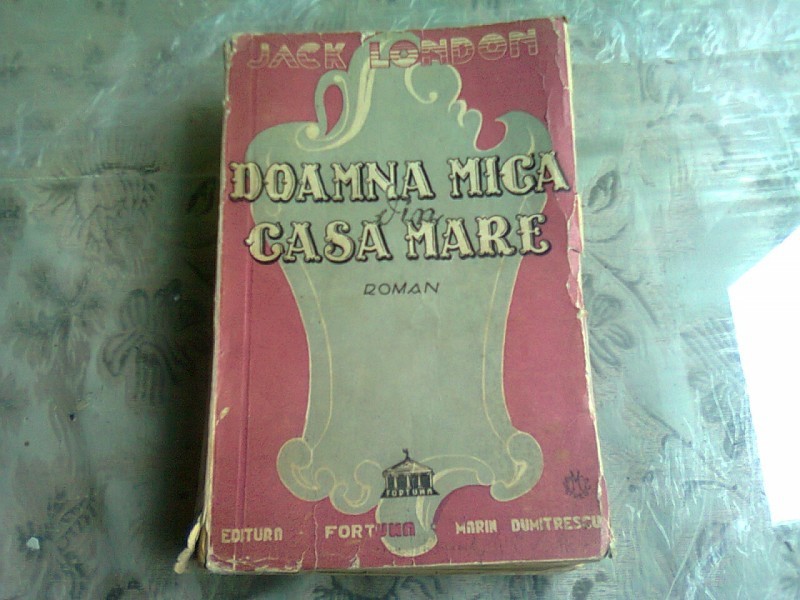 JACK LONDON
DOAMNA MICA
din
CASA MARE
ROMAN
FORTUNA
EDITURA FORTUNA MARIN DUMITRESCU